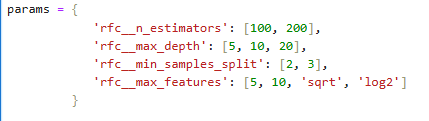 params = {
'rfc__n_estimators': [100, 200],
'rfc__max_depth': [5, 10, 20],
'rfc__min_samples_split': [2, 3],
'rfc__max_features': [5, 10, 'sqrt', 'log2']
}